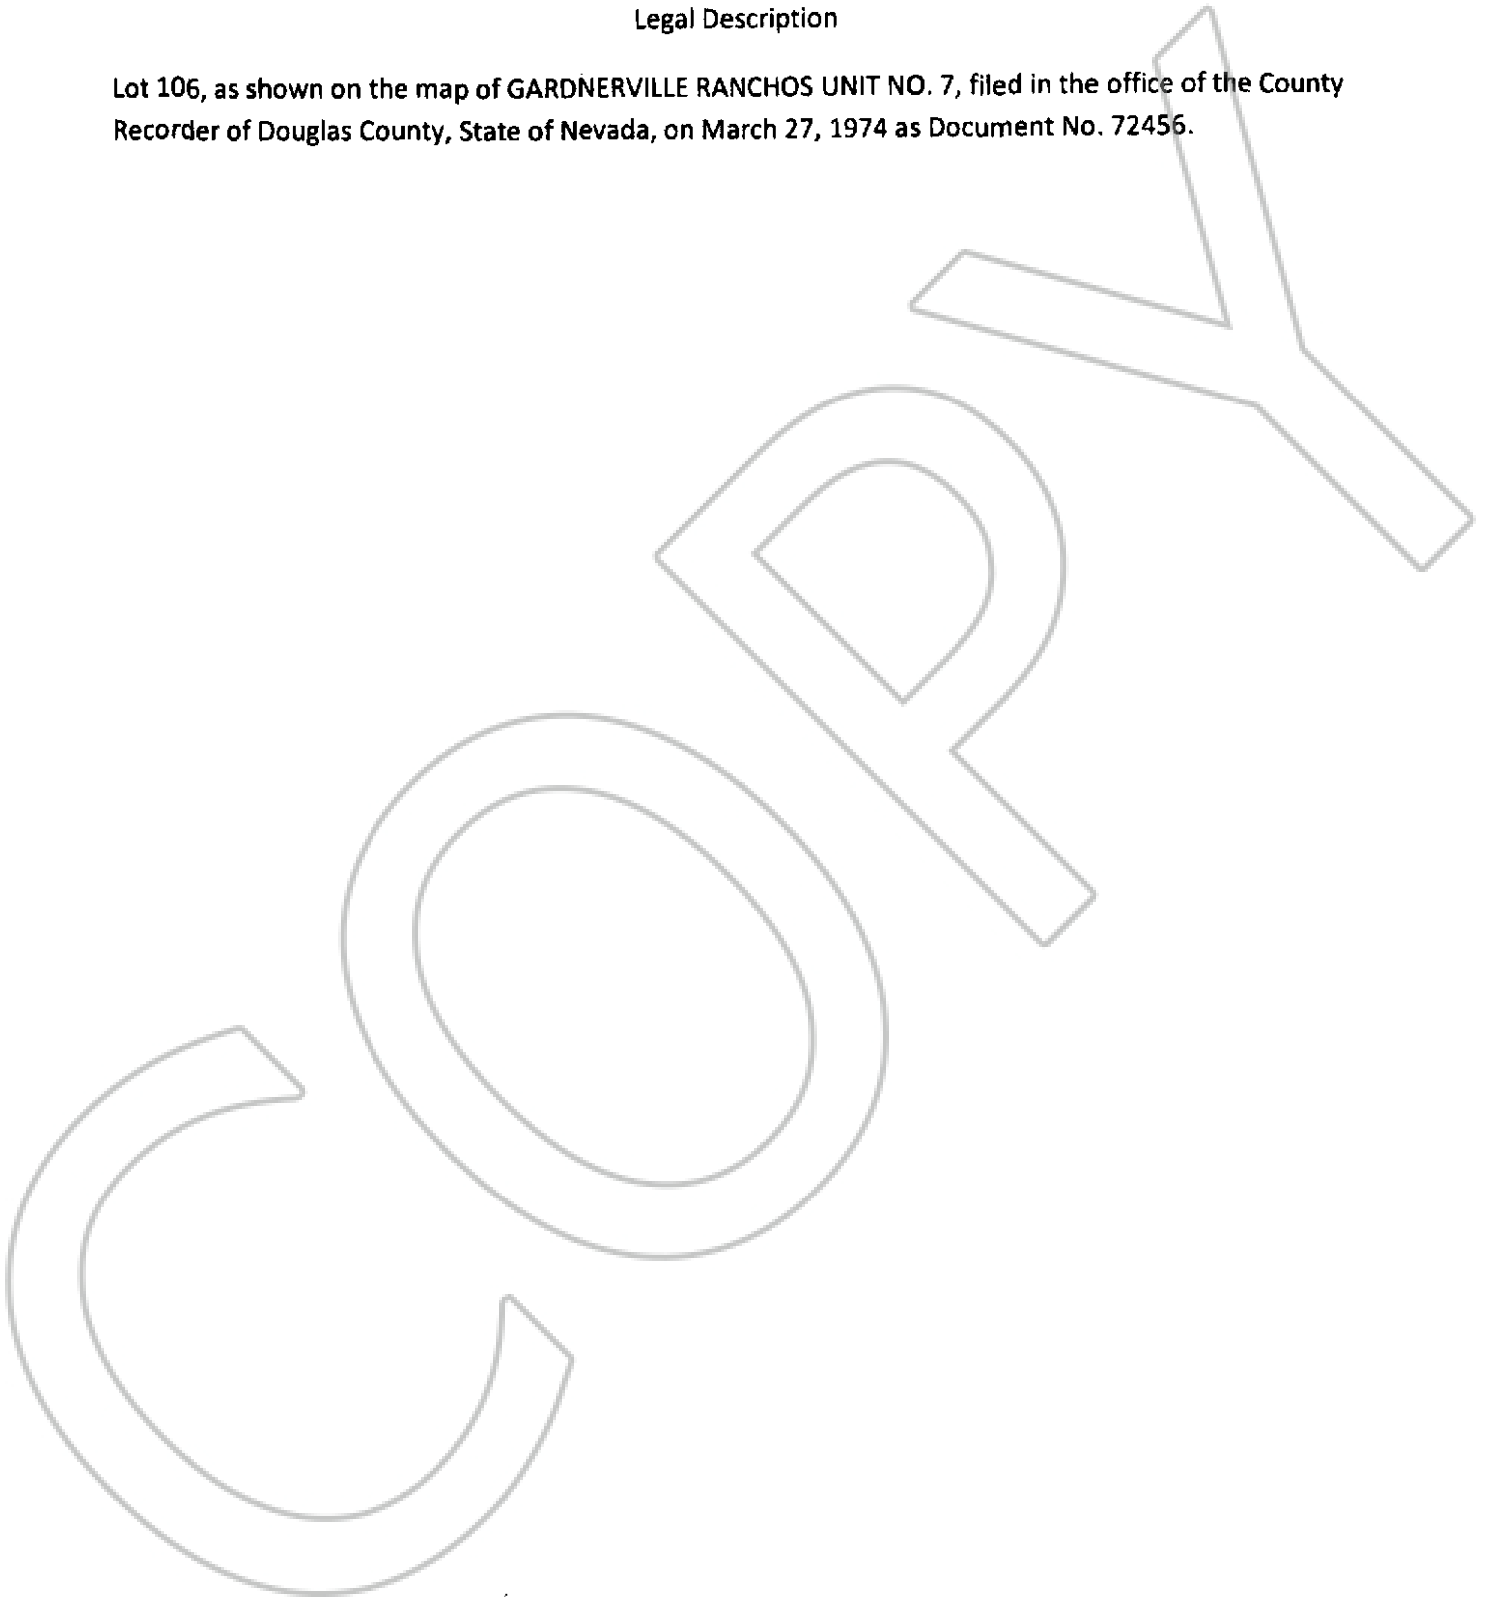 Legal Description
Lot 106, as shown on the map of GARDNERVILLE RANCHOS UNIT NO. 7, filed in the office of the County
Recorder of Douglas County, State of Nevada, on March 27, 1974 as Document No. 72456.
COPY